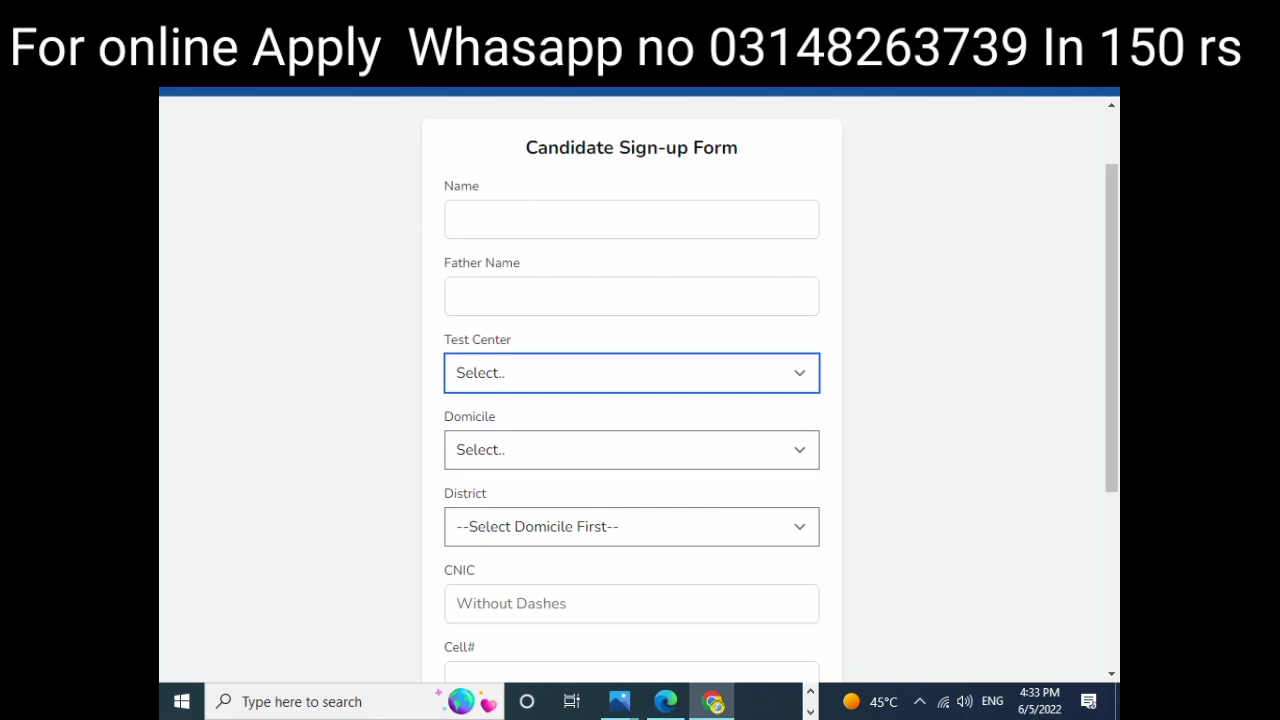 For online Apply Whasapp no 03148263739 In 150 rs
Candidate Sign-up Form
Name
Father Name
Test Center
Select..
Domicile
Select..
District
--Select Domicile First--
CNIC
Without Dashes
Cell#
Type here to search
45°C
ENG
4:33 PM
6/5/2022